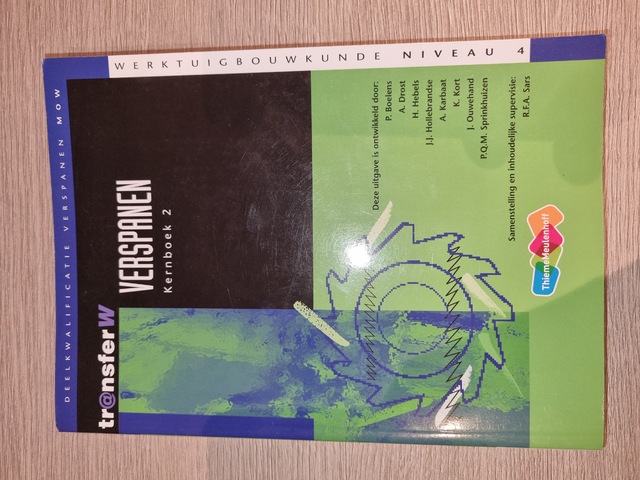 WERKTUIGBOUWKUNDE NIVEAU 4
DEELKWALIFICATIE VERSPANEN MOW
tr@nsferW
VERSPANEN
Kernboek 2
Deze uitgave is ontwikkeld door:
P. Boelens
A. Drost
H. Hebels
J.J. Hollebrandse
A. Karbaat
K. Kort
J. Ouwehand
P.Q.M. Sprinkhuizen
Samenstelling en inhoudelijke supervisie:
R.F.A. Sars
ThiemeMeulenhoff